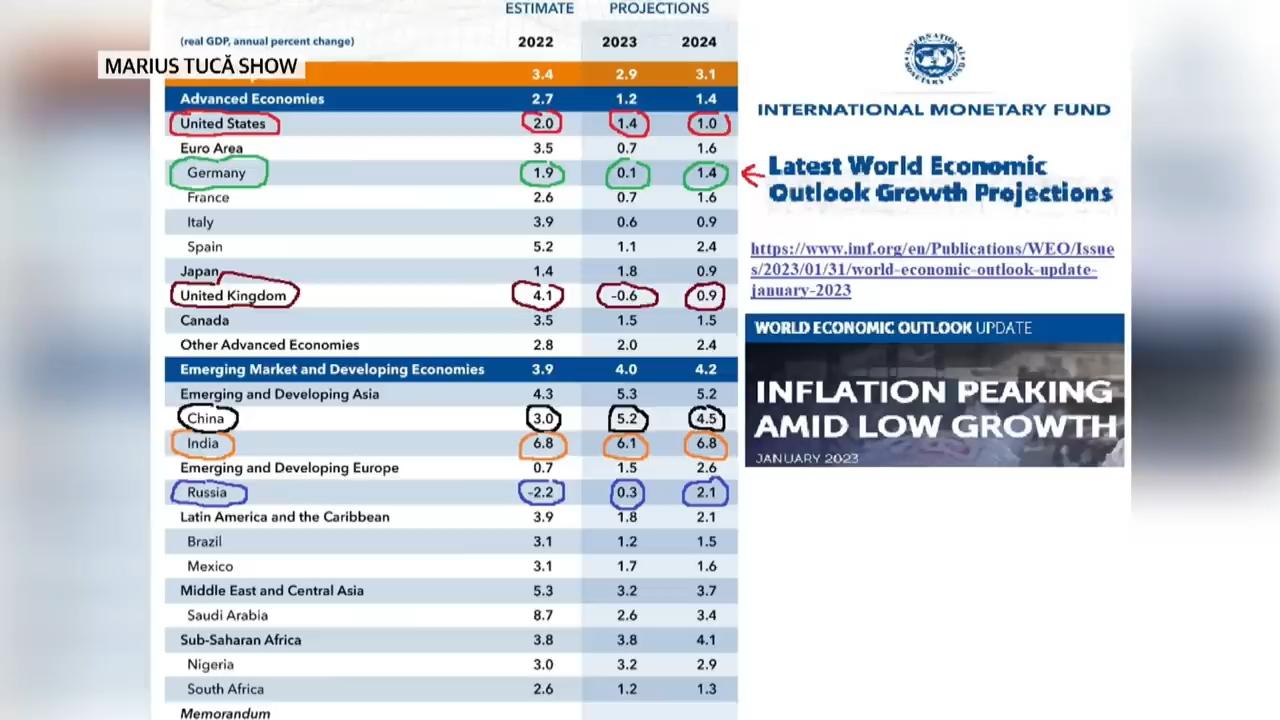 ESTIMATE PROJECTIONS
(real GDP, annual percent change) 2022 2023 2024
MARIUS TUCĂ SHOW
3.4 2.9 3.1
Advanced Economies 2.7 1.2 1.4
United States 2.0 1.4 1.0
Euro Area 3.5 0.7 1.6
Germany 1.9 0.1 1.4
France 2.6 0.7 1.6
Italy 3.9 0.6 0.9
Spain 5.2 1.1 2.4
Japan 1.4 1.8 0.9
United Kingdom 4.1 -0.6 0.9
Canada 3.5 1.5 1.5
Other Advanced Economies 2.8 2.0 2.4
Emerging Market and Developing Economies 3.9 4.0 4.2
Emerging and Developing Asia 4.3 5.3 5.2
China 3.0 5.2 4.5
India 6.8 6.1 6.8
Emerging and Developing Europe 0.7 1.5 2.6
Russia -2.2 0.3 2.1
Latin America and the Caribbean 3.9 1.8 2.1
Brazil 3.1 1.2 1.5
Mexico 3.1 1.7 1.6
Middle East and Central Asia 5.3 3.2 3.7
Saudi Arabia 8.7 2.6 3.4
Sub-Saharan Africa 3.8 3.8 4.1
Nigeria 3.0 3.2 2.9
South Africa 2.6 1.2 1.3
Memorandum
INTERNATIONAL MONETARY FUND
INTERNATIONAL MONETARY FUND
Latest World Economic
Outlook Growth Projections
https://www.imf.org/en/Publications/WEO/Issue
s/2023/01/31/world-economic-outlook-update-
january-2023
WORLD ECONOMIC OUTLOOK UPDATE
INFLATION PEAKING
AMID LOW GROWTH
JANUARY 2023